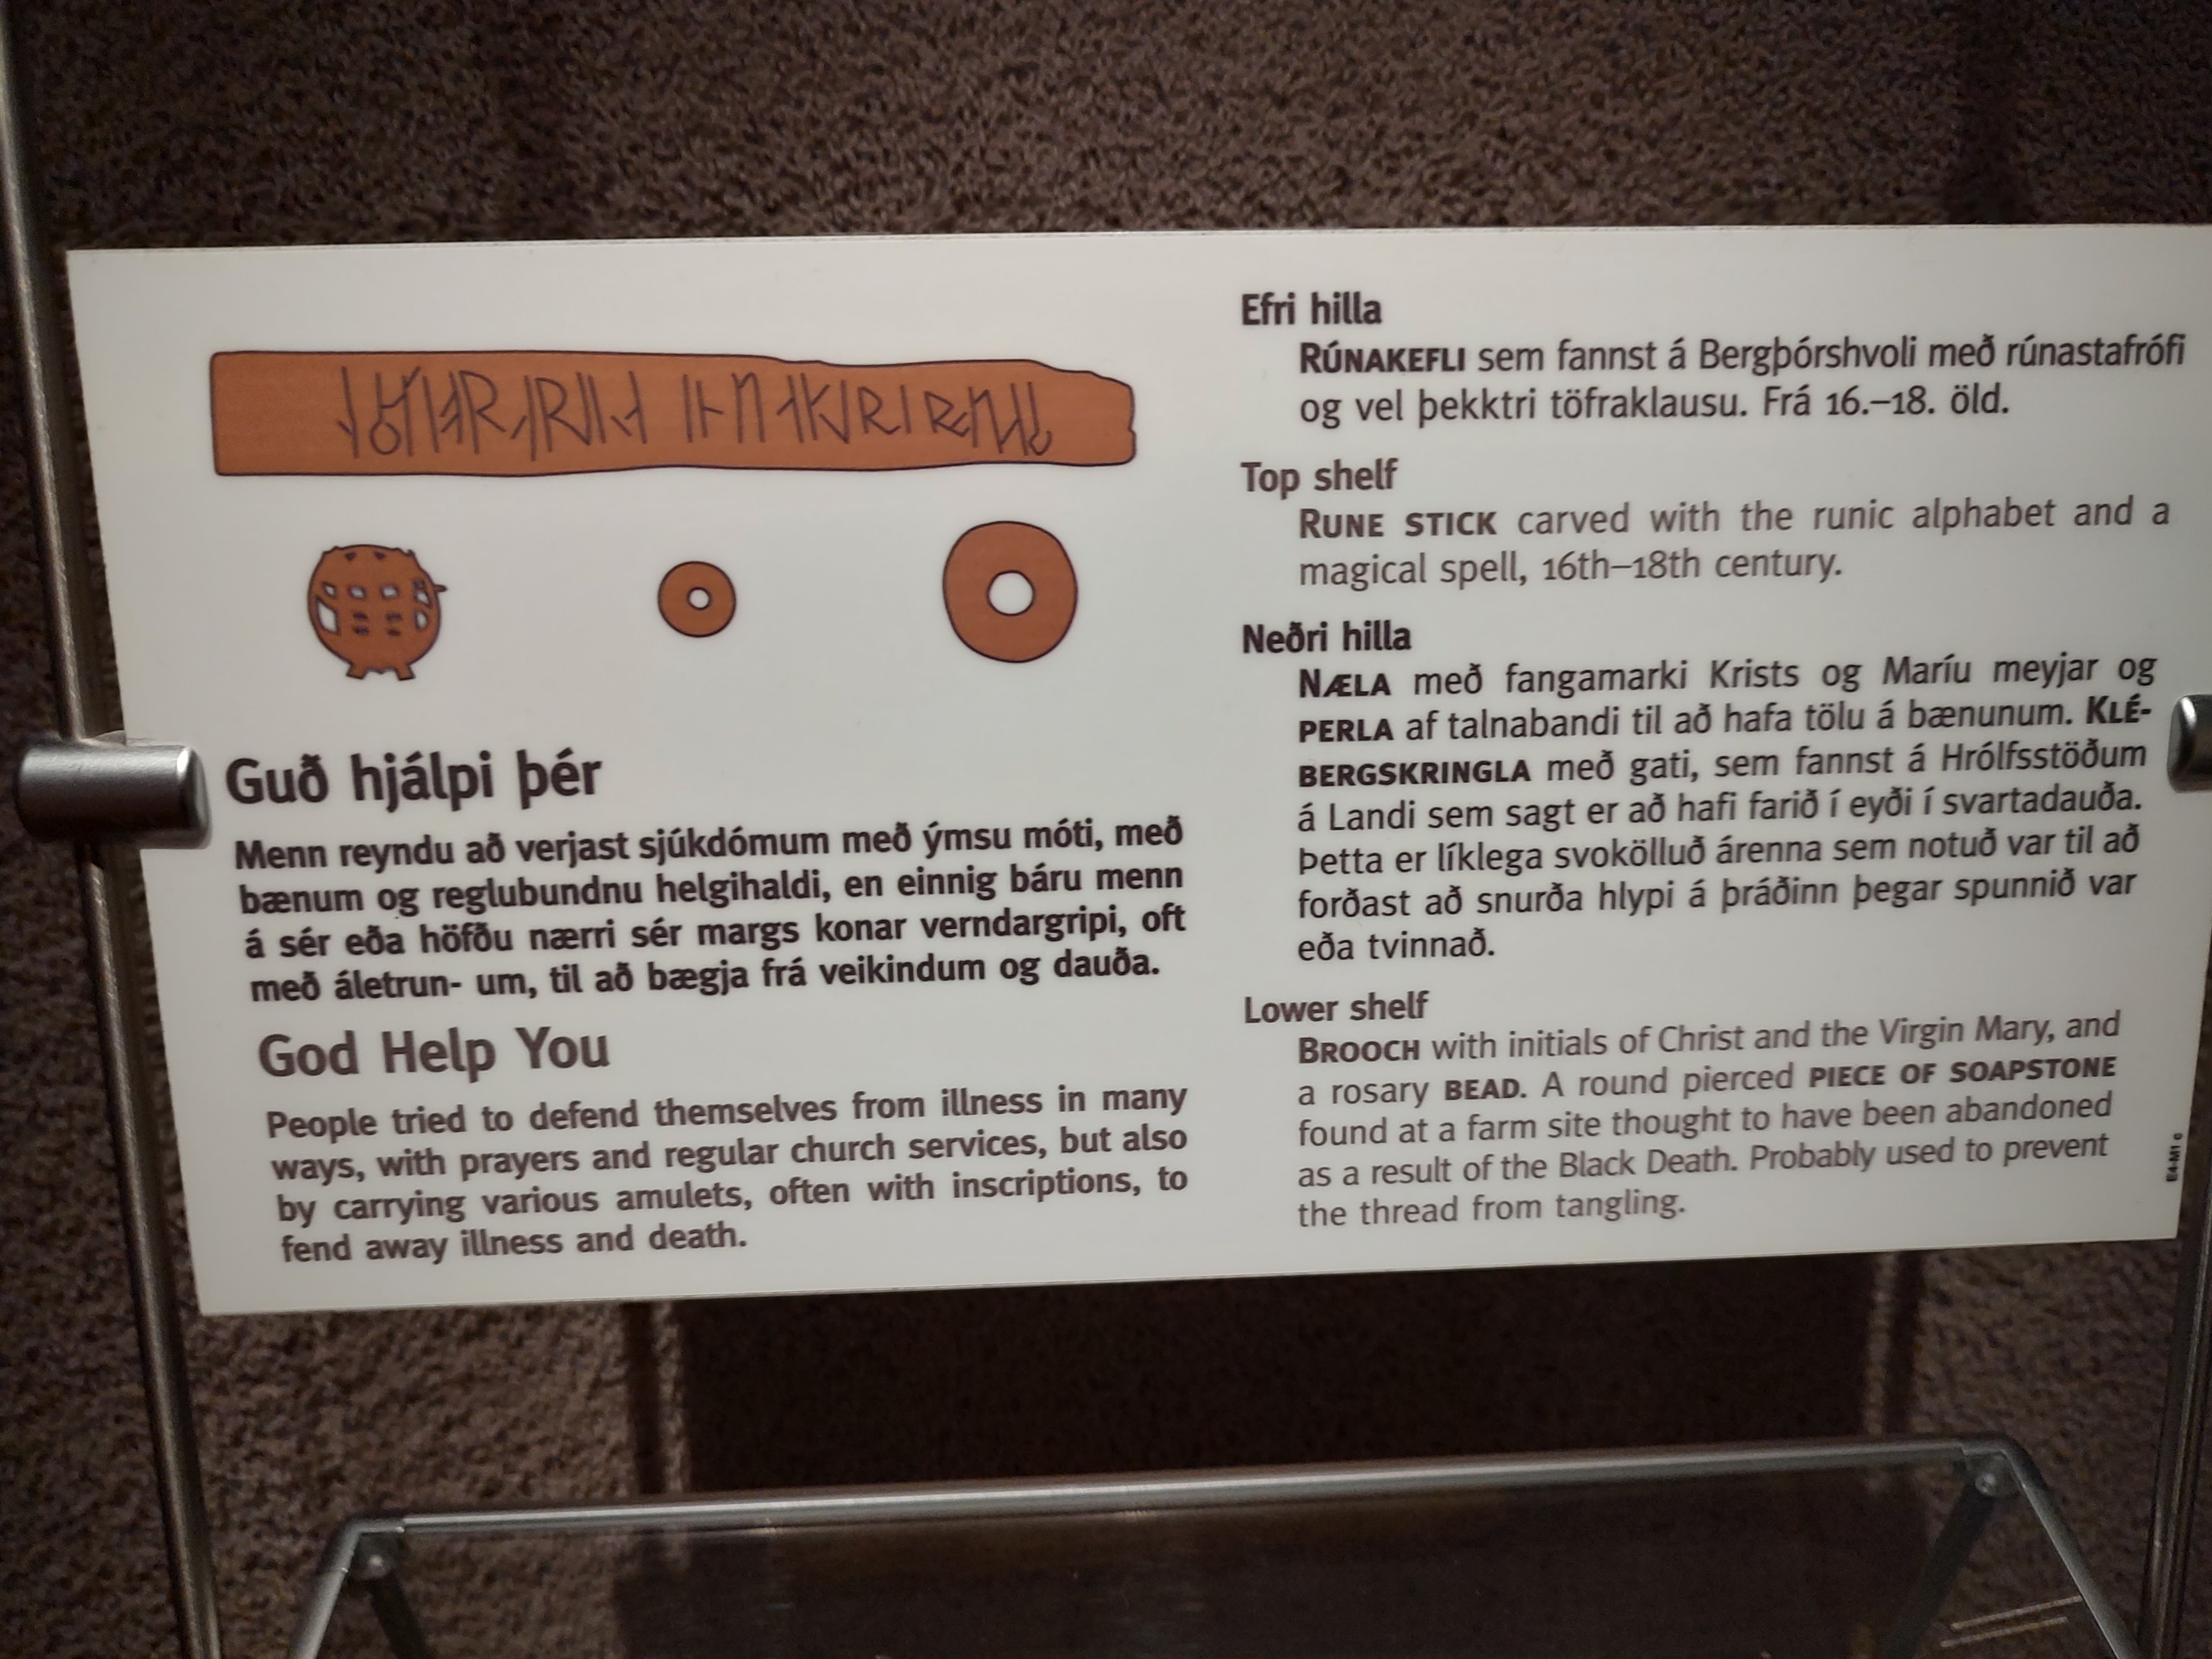 Guð hjálpi þér
Menn reyndu að verjast sjúkdómum með ýmsu móti, með
bænum og reglubundnu helgihaldi, en einnig báru menn
á sér eða höfðu nærri sér margs konar verndargripi, oft
með áletrun- um, til að bægja frá veikindum og dauða.
God Help You
People tried to defend themselves from illness in many
ways, with prayers and regular church services, but also
by carrying various amulets, often with inscriptions, to
fend away illness and death.
Efri hilla
RÚNAKEFLI sem fannst á Bergþórshvoli með rúnastafrófi
og vel þekktri töfraklausu. Frá 16.–18. öld.
Top shelf
RUNE STICK carved with the runic alphabet and a
magical spell, 16th–18th century.
Neðri hilla
NÆLA með fangamarki Krists og Maríu meyjar og
PERLA af talnabandi til að hafa tölu á bænunum. KLÉ-
BERGSKRINGLA með gati, sem fannst á Hrólfsstöðum
á Landi sem sagt er að hafi farið í eyði í svartadauða.
Þetta er líklega svokölluð árenna sem notuð var til að
forðast að snurða hlypi á þráðinn þegar spunnið var
eða tvinnað.
Lower shelf
BROOCH with initials of Christ and the Virgin Mary, and
a rosary BEAD. A round pierced PIECE OF SOAPSTONE
found at a farm site thought to have been abandoned
as a result of the Black Death. Probably used to prevent
the thread from tangling.